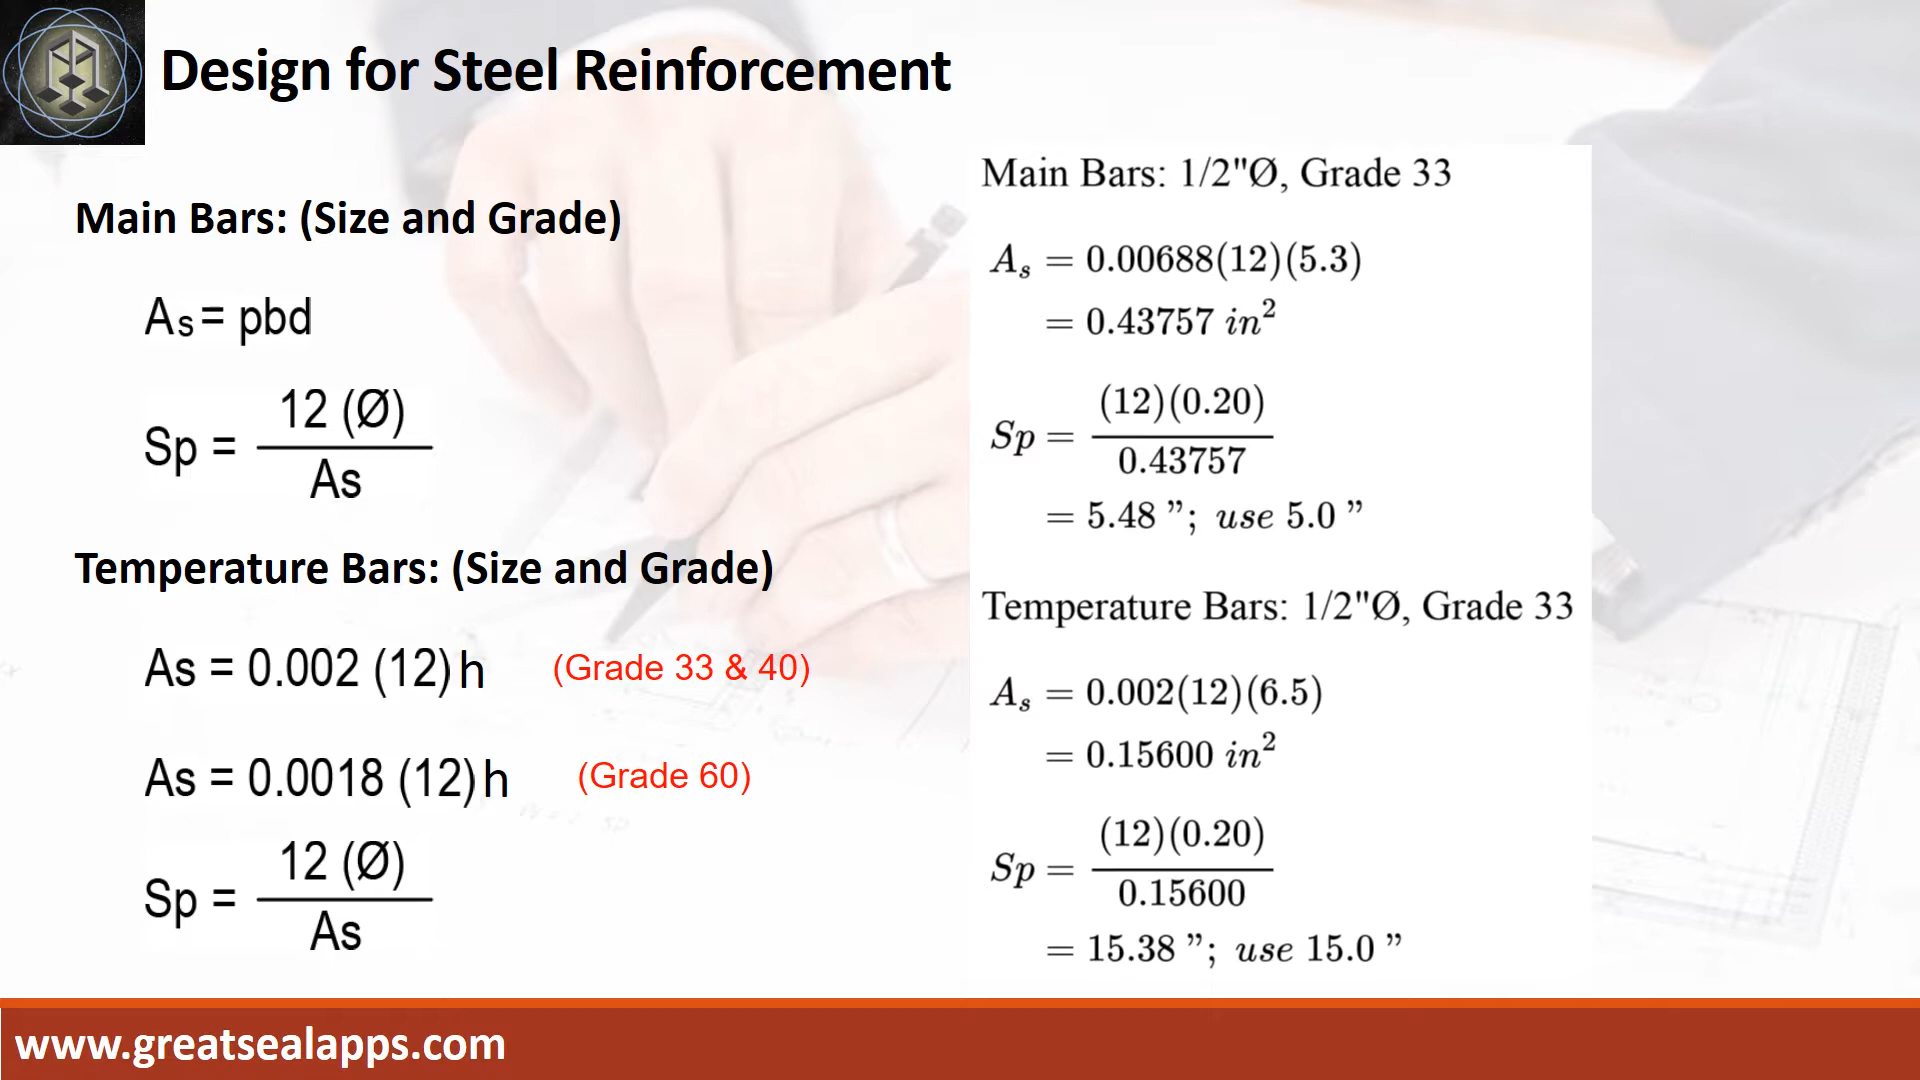 Design for Steel Reinforcement
Main Bars: (Size and Grade)
As = pbd
Sp = 12 (Ø) / As
Temperature Bars: (Size and Grade)
As = 0.002 (12) h (Grade 33 & 40)
As = 0.0018 (12) h (Grade 60)
Sp = 12 (Ø) / As
Main Bars: 1/2"Ø, Grade 33
As = 0.00688(12)(5.3)
= 0.43757 in²
Sp = (12)(0.20) / 0.43757
= 5.48 ”; use 5.0 ”
Temperature Bars: 1/2"Ø, Grade 33
As = 0.002(12)(6.5)
= 0.15600 in²
Sp = (12)(0.20) / 0.15600
= 15.38 ”; use 15.0 ”
www.greatsealapps.com